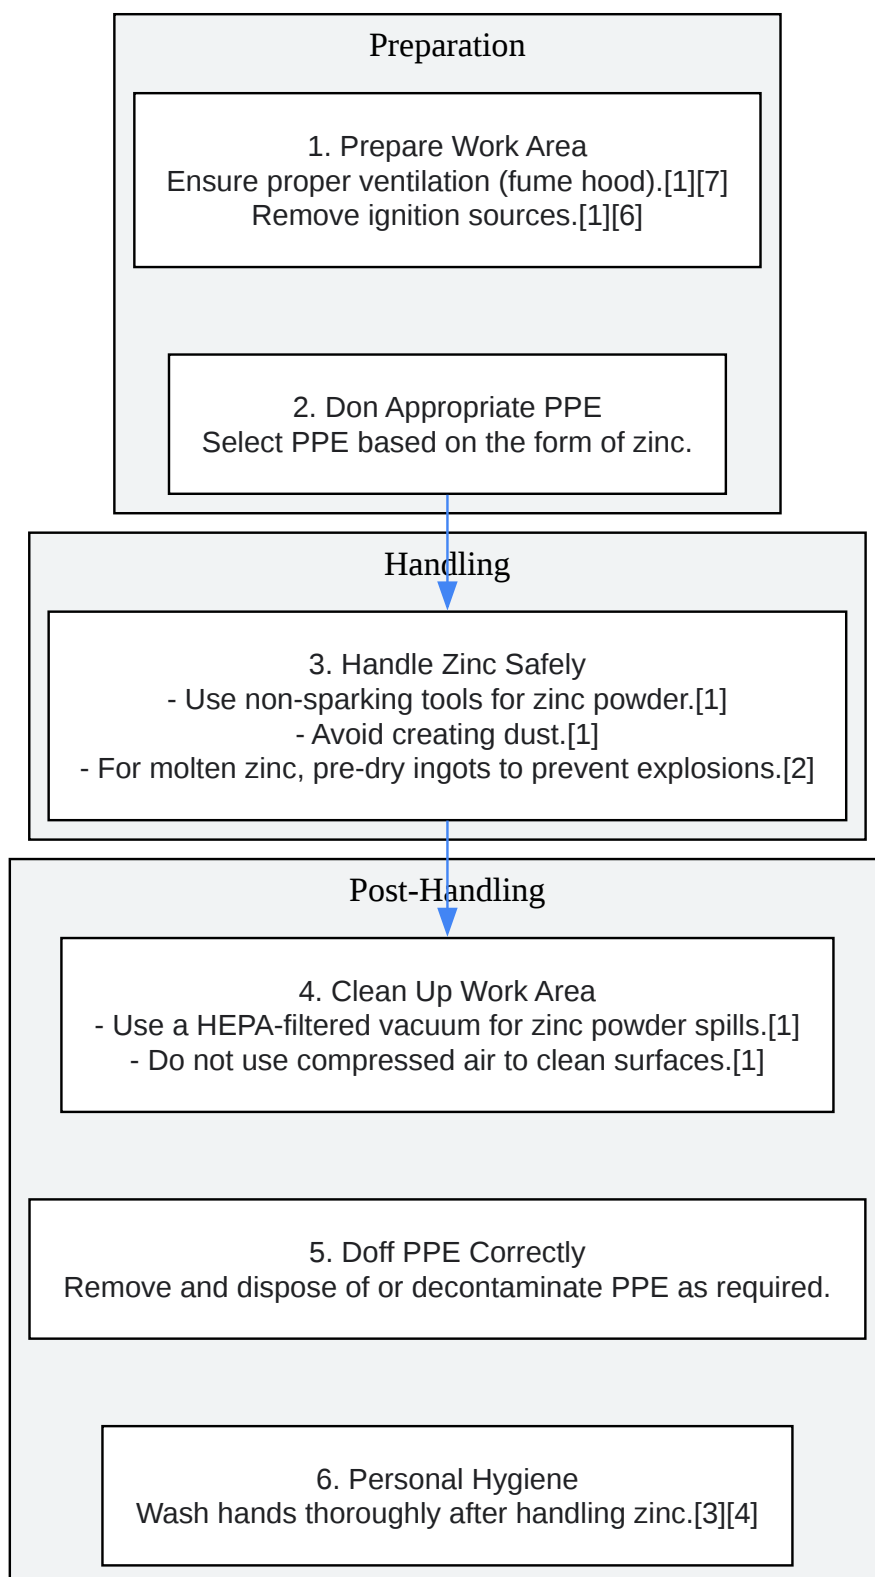 Preparation
1. Prepare Work Area
Ensure proper ventilation (fume hood).[1][7]
Remove ignition sources.[1][6]
2. Don Appropriate PPE
Select PPE based on the form of zinc.
Handling
3. Handle Zinc Safely
- Use non-sparking tools for zinc powder.[1]
- Avoid creating dust.[1]
- For molten zinc, pre-dry ingots to prevent explosions.[2]
Post-Handling
4. Clean Up Work Area
- Use a HEPA-filtered vacuum for zinc powder spills.[1]
- Do not use compressed air to clean surfaces.[1]
5. Doff PPE Correctly
Remove and dispose of or decontaminate PPE as required.
6. Personal Hygiene
Wash hands thoroughly after handling zinc.[3][4]